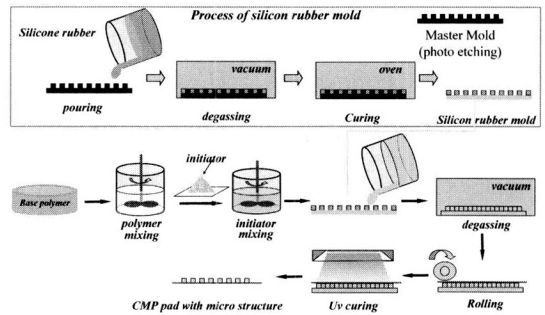 Process of silicon rubber mold
Silicone rubber
pouring
vacuum
degassing
oven
Curing
Master Mold
(photo etching)
Silicon rubber mold
Base polymer
polymer
mixing
initiator
initiator
mixing
vacuum
degassing
Rolling
Uv curing
CMP pad with micro structure